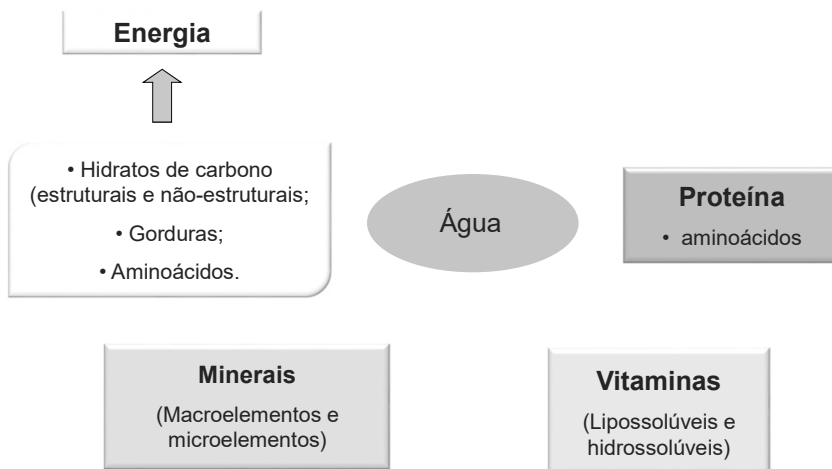 Energia
• Hidratos de carbono
(estruturais e não-estruturais;
• Gorduras;
• Aminoácidos.
Água
Proteína
• aminoácidos
Minerais
(Macroelementos e
microelementos)
Vitaminas
(Lipossolúveis e
hidrossolúveis)